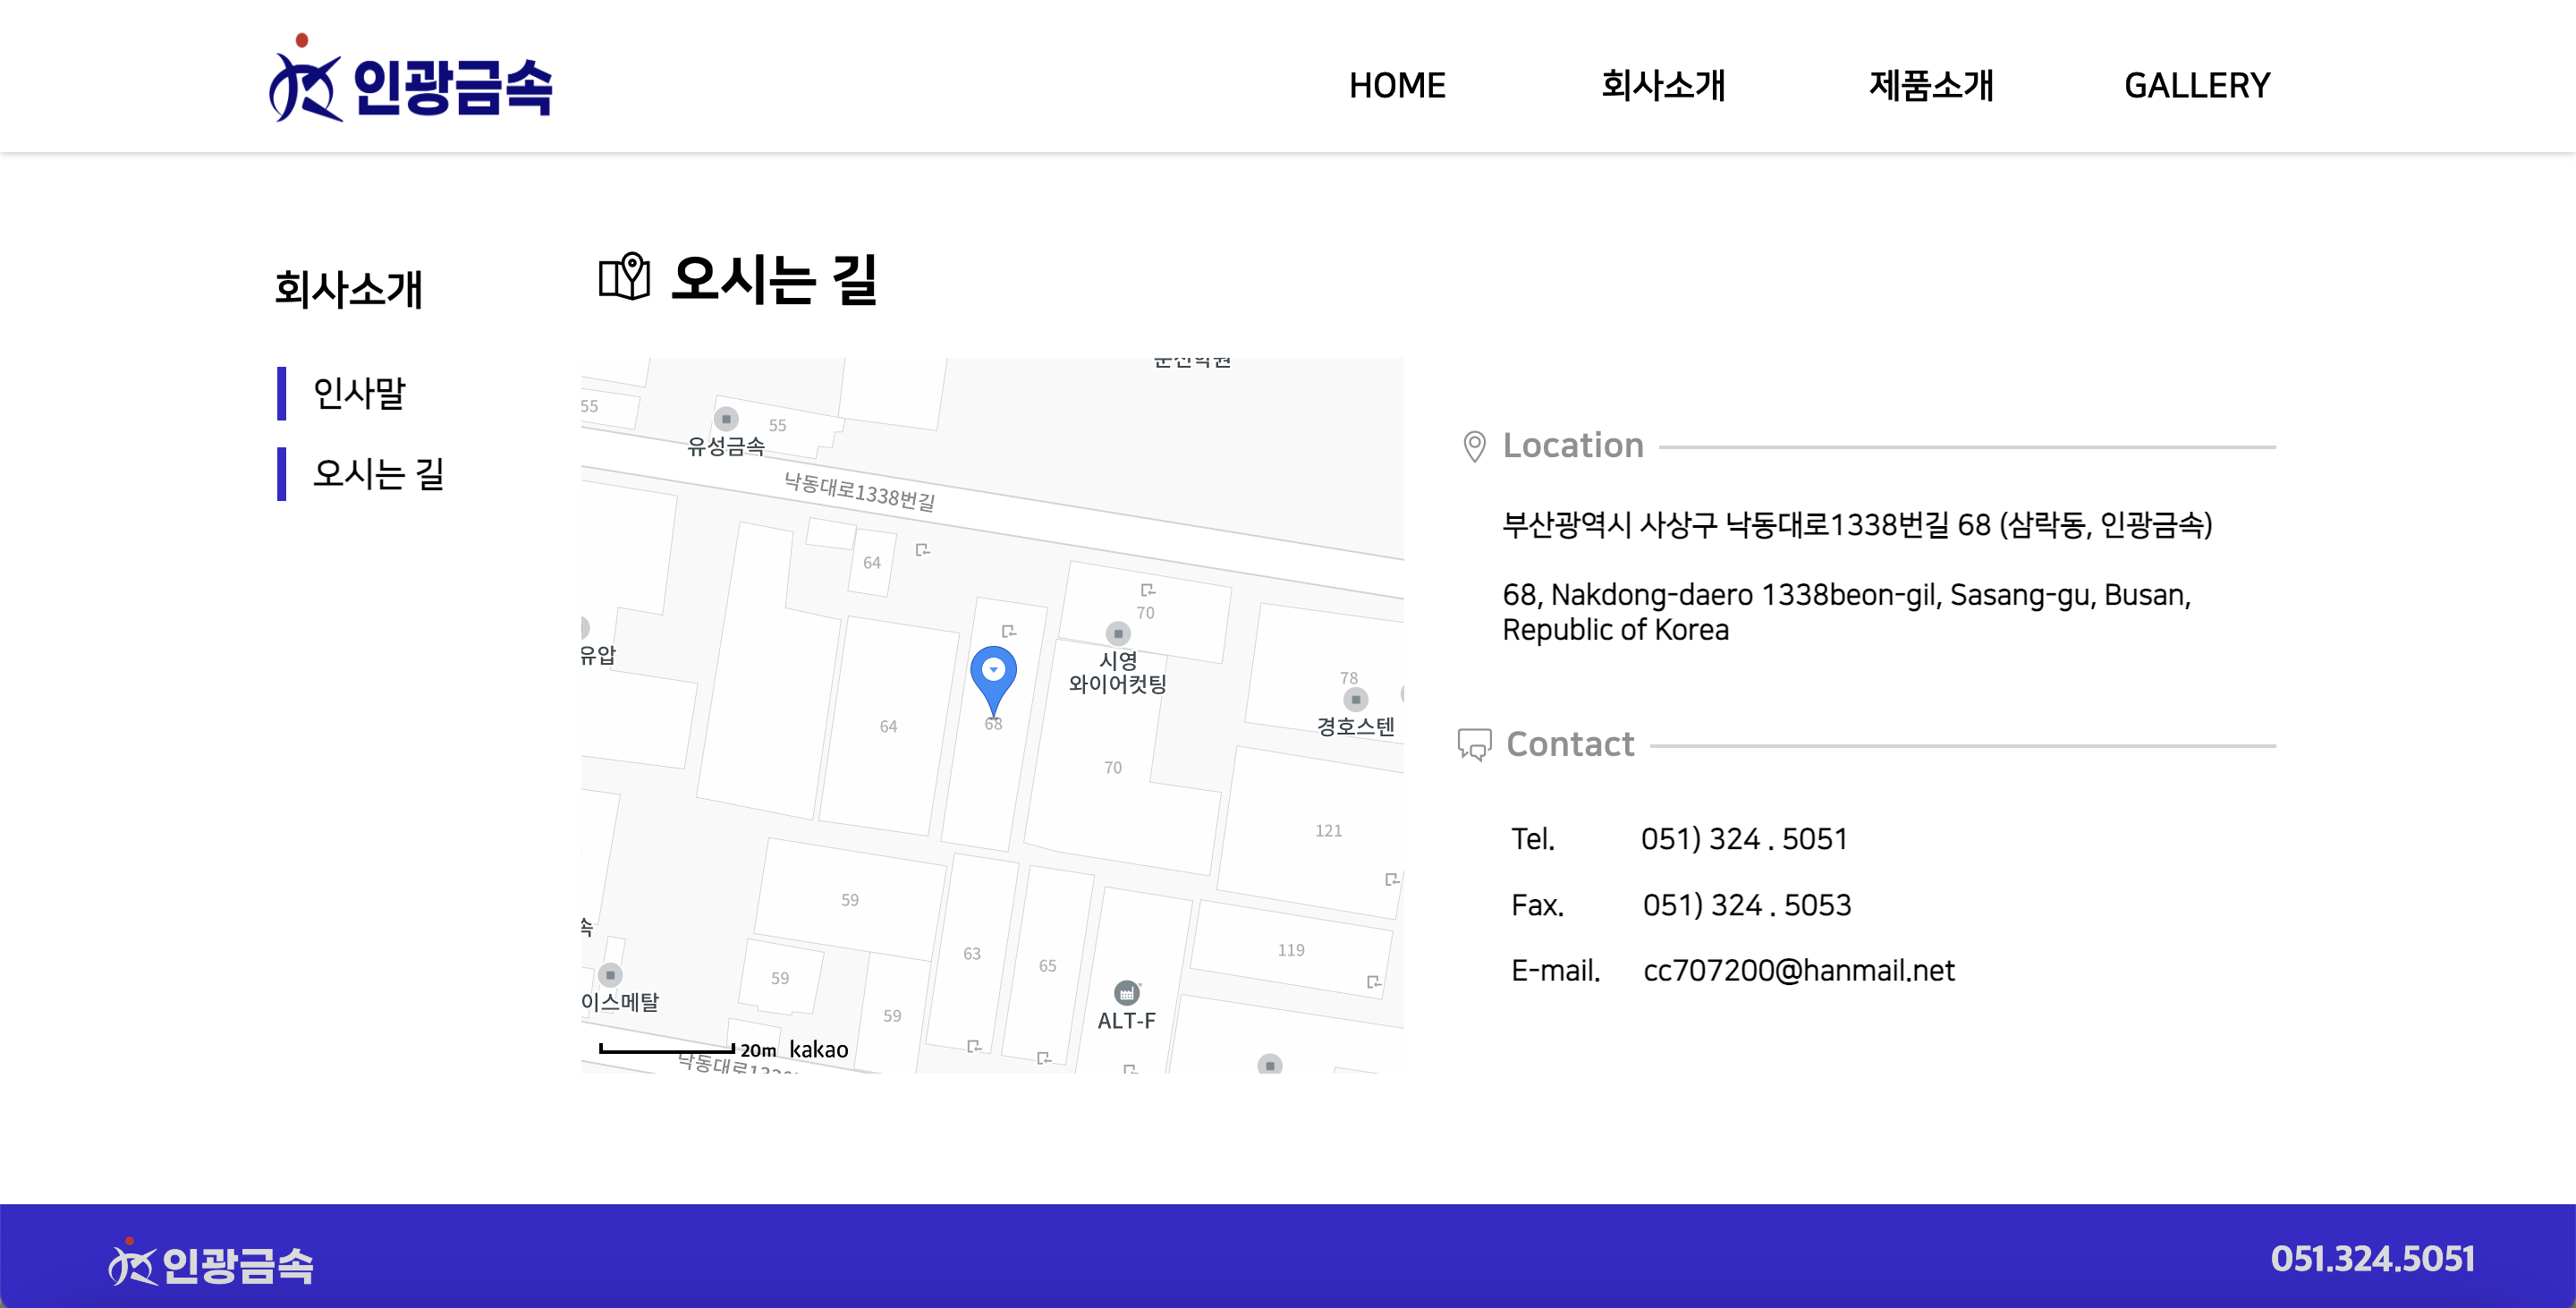 인광금속
HOME
회사소개
제품소개
GALLERY
회사소개
인사말
오시는 길
오시는 길
55
55
유성금속
낙동대로1338번길
64
70
시영
와이어컷팅
유압
78
경호스텐
64
68
70
121
59
63
65
119
59
이스메탈
59
ALT-F
20m
kakao
Location
부산광역시 사상구 낙동대로1338번길 68 (삼락동, 인광금속)
68, Nakdong-daero 1338beon-gil, Sasang-gu, Busan,
Republic of Korea
Contact
Tel. 051) 324 . 5051
Fax. 051) 324 . 5053
E-mail. cc707200@hanmail.net
인광금속
051.324.5051